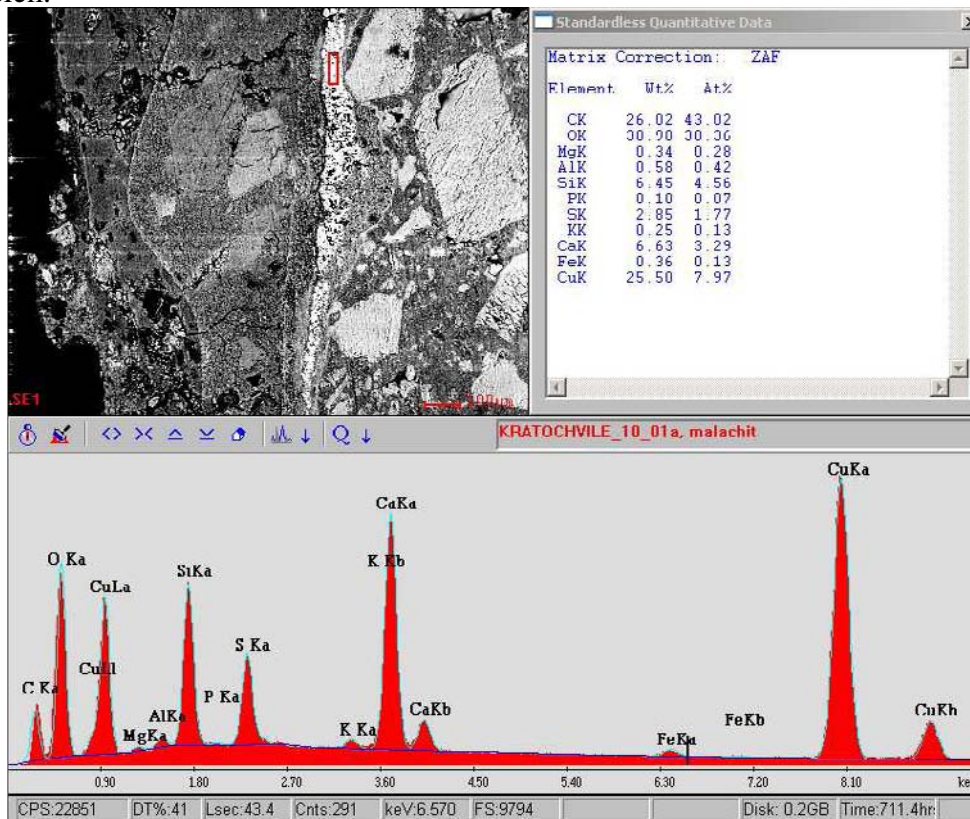 Standardless Quantitative Data
Matrix Correction: ZAF
Element Wt% At%
CK 26.02 43.02
OK 30.90 30.36
MgK 0.34 0.28
AlK 0.58 0.42
SiK 6.45 4.56
PK 0.10 0.07
SK 2.85 1.77
KK 0.25 0.13
CaK 6.63 3.29
FeK 0.36 0.13
CuK 25.50 7.97
SE1
Q
KRATOCHVILE_10_01a, malachit
CuKa
CaKa
O Ka
K Kb
SiKa
CuLa
S Ka
CuLl
C Ka
P Ka
AlKa
MgKa
K Ka
CaKb
FeKa
FeKb
CuKb
0.90 1.80 2.70 3.60 4.50 5.40 6.30 7.20 8.10 ke
CPS:22851 DT%:41 Lsec:43.4 Cnts:291 keV:6.570 FS:9794 Disk: 0.2GB Time:711.4hr